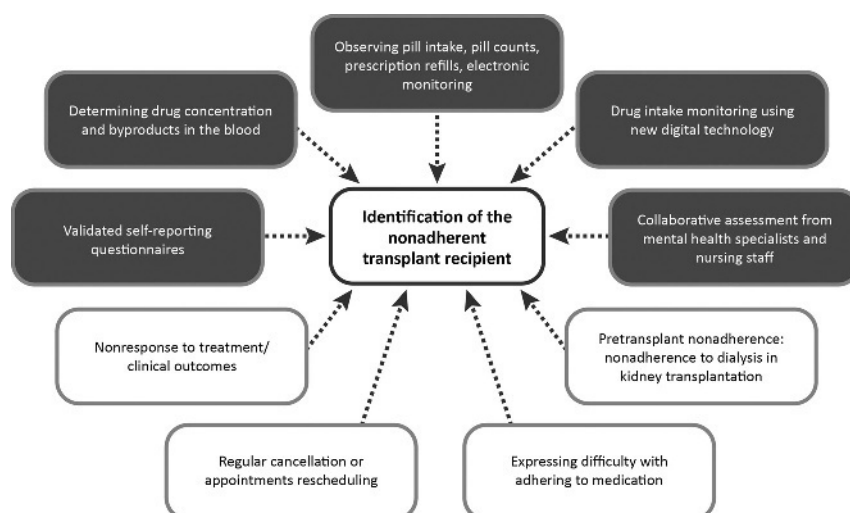 Observing pill intake, pill counts,
prescription refills, electronic
monitoring
Determining drug concentration
and byproducts in the blood
Drug intake monitoring using
new digital technology
Validated self-reporting
questionnaires
Identification of the
nonadherent
transplant recipient
Collaborative assessment from
mental health specialists and
nursing staff
Nonresponse to treatment/
clinical outcomes
Pretransplant nonadherence:
nonadherence to dialysis in
kidney transplantation
Regular cancellation or
appointments rescheduling
Expressing difficulty with
adhering to medication